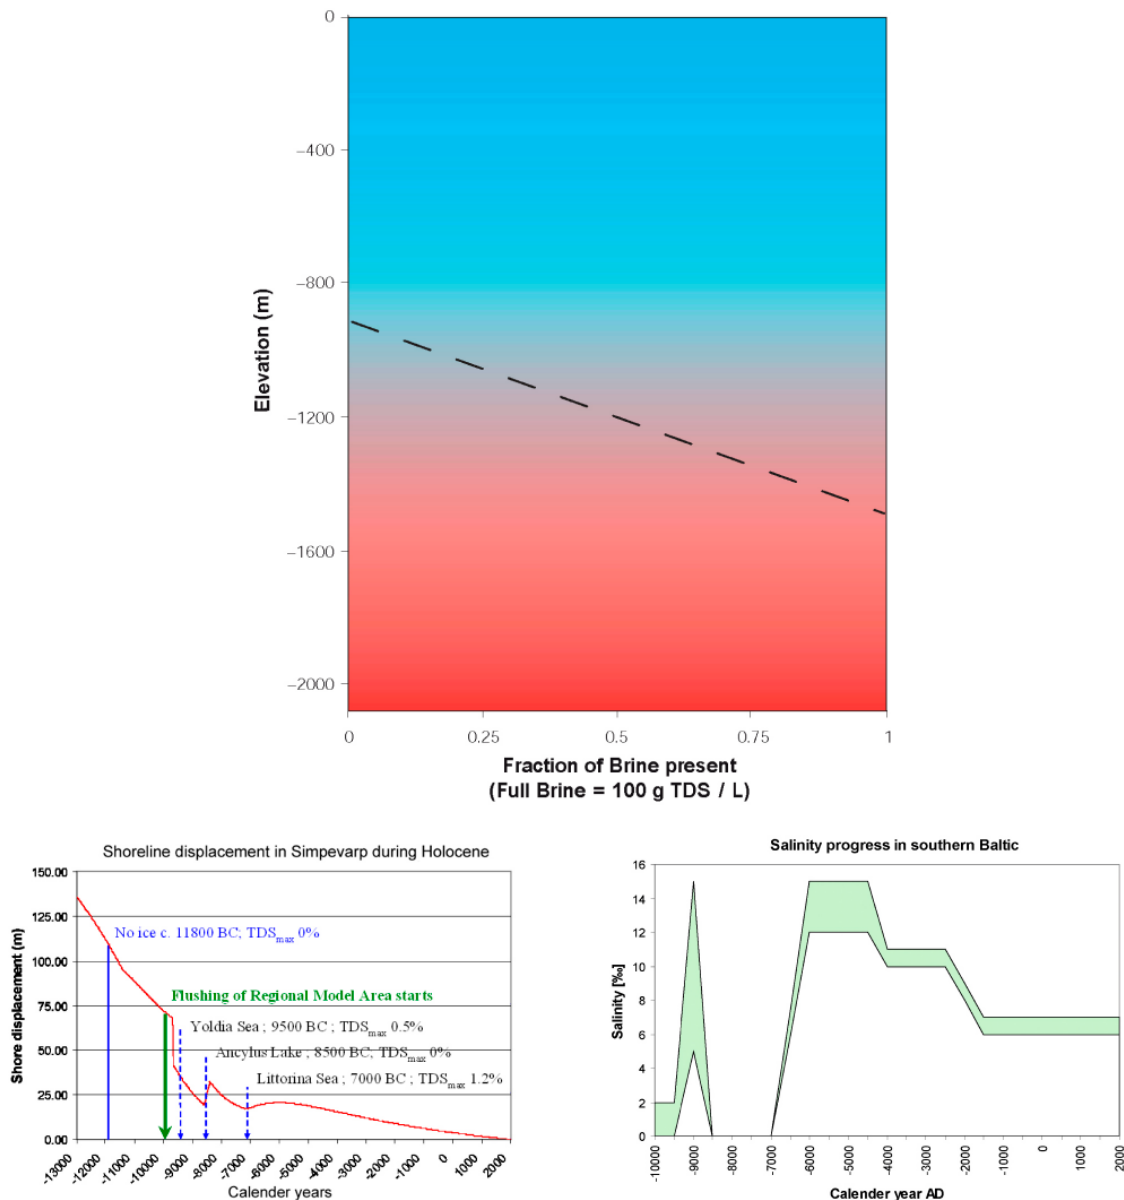 0
−400
−800
−1200
−1600
−2000
Elevation (m)
0 0.25 0.5 0.75 1
Fraction of Brine present
(Full Brine = 100 g TDS / L)
Shoreline displacement in Simpevarp during Holocene
150.00
125.00
100.00
75.00
50.00
25.00
0.00
Shore displacement (m)
No ice c. 11800 BC; TDSmax 0%
Flushing of Regional Model Area starts
Yoldia Sea ; 9500 BC ; TDSmax 0.5%
Ancylus Lake ; 8500 BC; TDSmax 0%
Littorina Sea ; 7000 BC ; TDSmax 1.2%
-13000 -12000 -11000 -10000 -9000 -8000 -7000 -6000 -5000 -4000 -3000 -2000 -1000 0 1000 2000
Calender years
Salinity progress in southern Baltic
16
14
12
10
8
6
4
2
0
Salinity [‰]
-10000 -9000 -8000 -7000 -6000 -5000 -4000 -3000 -2000 -1000 0 1000 2000
Calender year AD